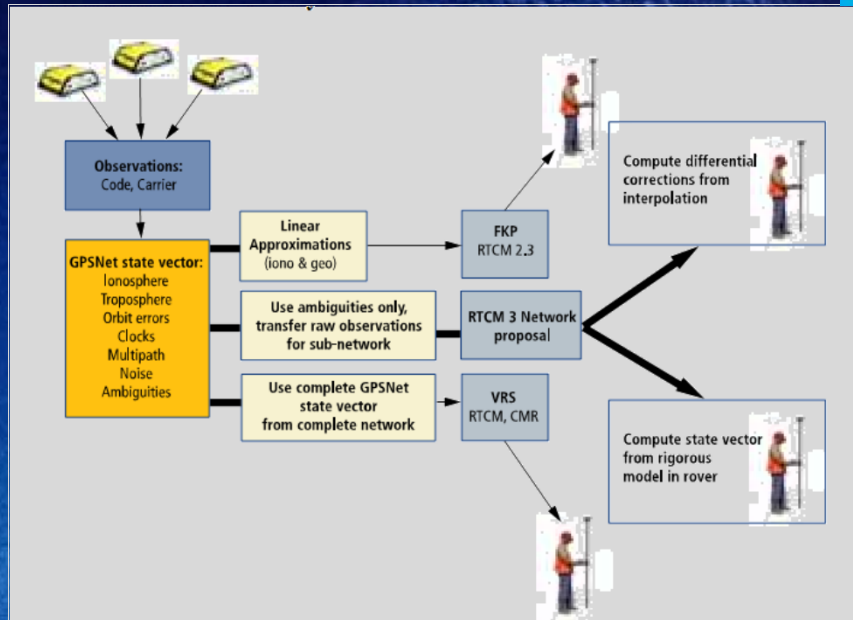 Observations:
Code, Carrier
GPSNet state vector:
Ionosphere
Troposphere
Orbit errors
Clocks
Multipath
Noise
Ambiguities
Linear
Approximations
(iono & geo)
FKP
RTCM 2.3
Use ambiguities only,
transfer raw observations
for sub-network
RTCM 3 Network
proposal
Use complete GPSNet
state vector
from complete network
VRS
RTCM, CMR
Compute differential
corrections from
interpolation
Compute state vector
from rigorous
model in rover